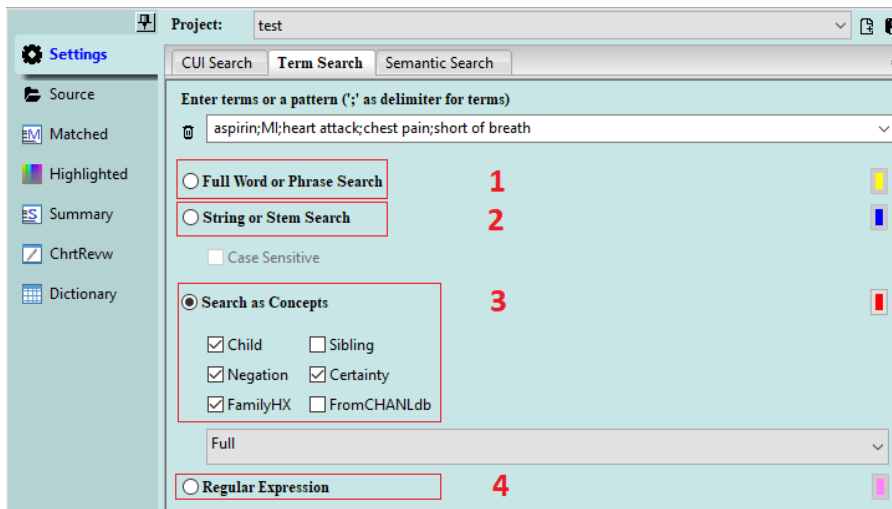 Project: test
Settings
CUI Search Term Search Semantic Search
Source
Enter terms or a pattern (';' as delimiter for terms)
Matched
aspirin;MI;heart attack;chest pain;short of breath
Highlighted
Full Word or Phrase Search 1
Summary
String or Stem Search 2
ChrtRevw
Case Sensitive
Dictionary
Search as Concepts 3
Child Sibling
Negation Certainty
FamilyHX FromCHANLdb
Full
Regular Expression 4